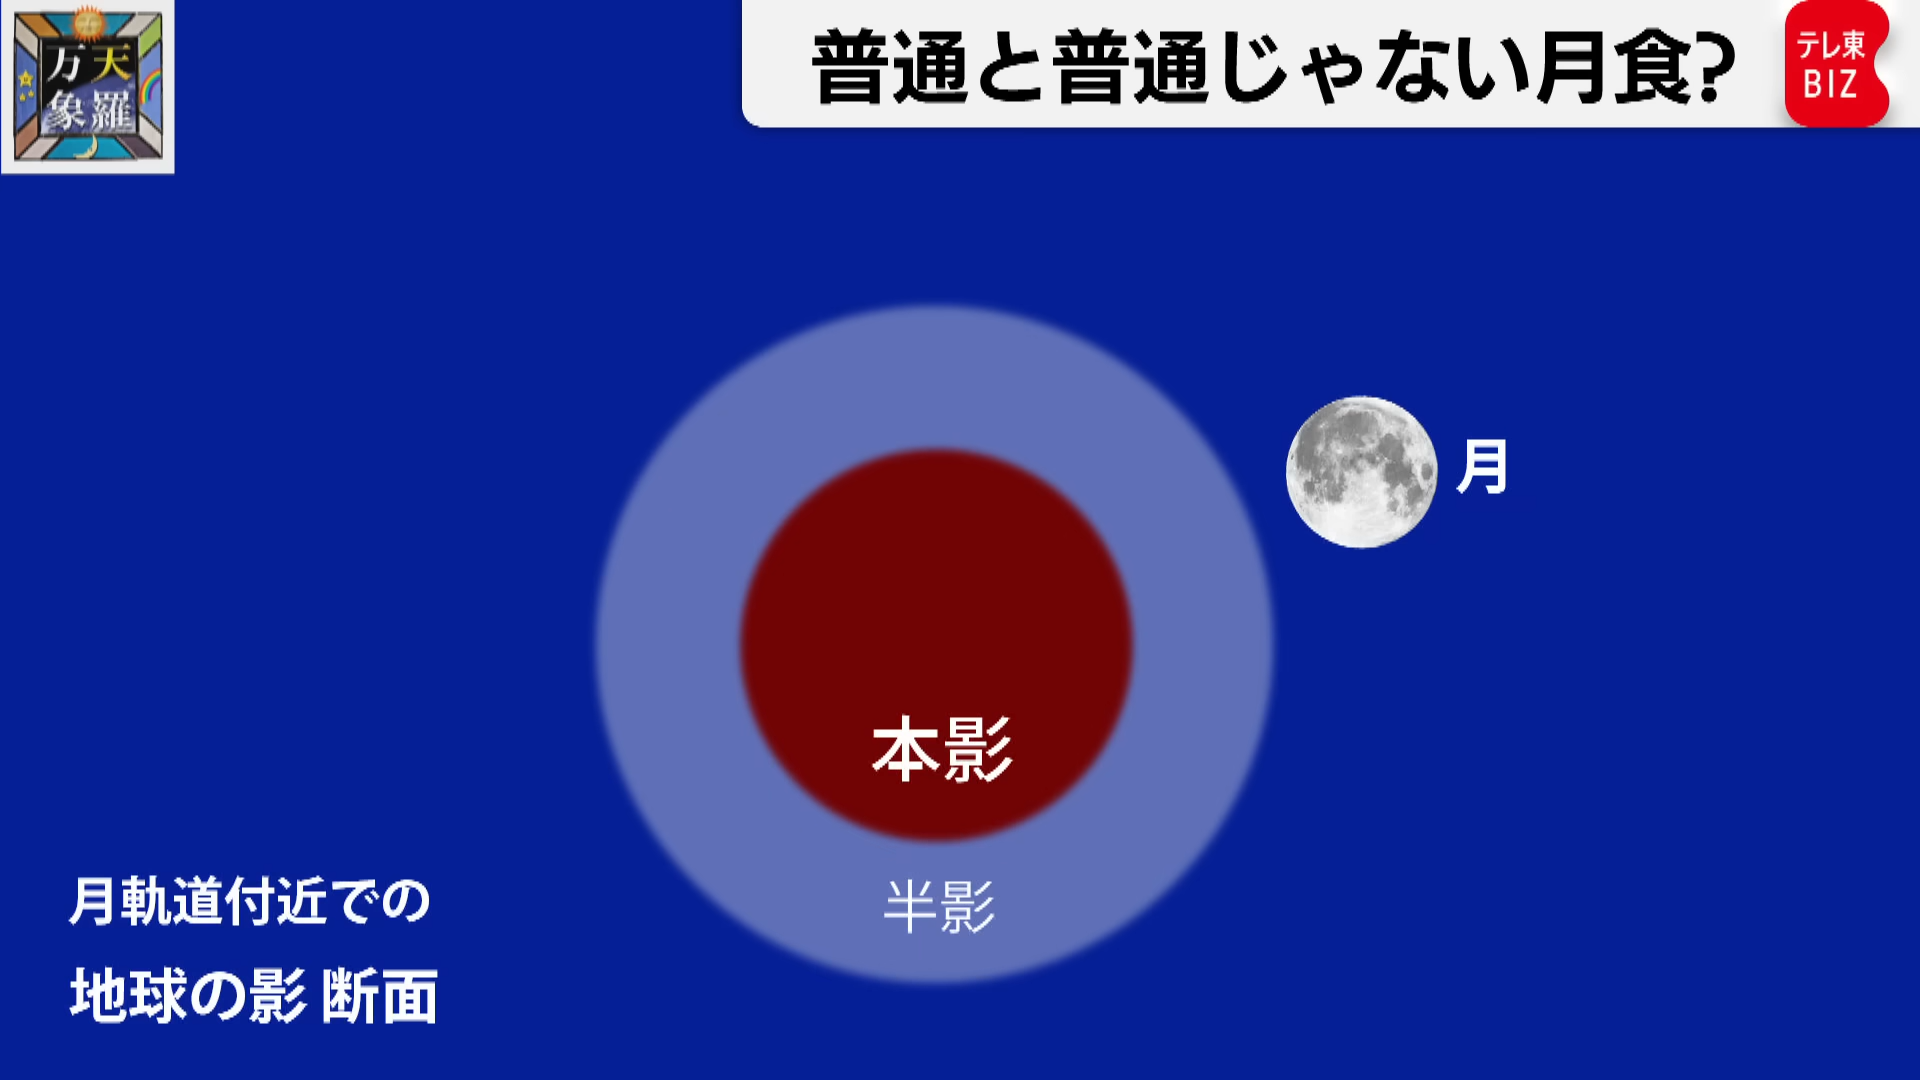 天羅
万象
普通と普通じゃない月食?
テレ東
BIZ
月
本影
半影
月軌道付近での
地球の影 断面